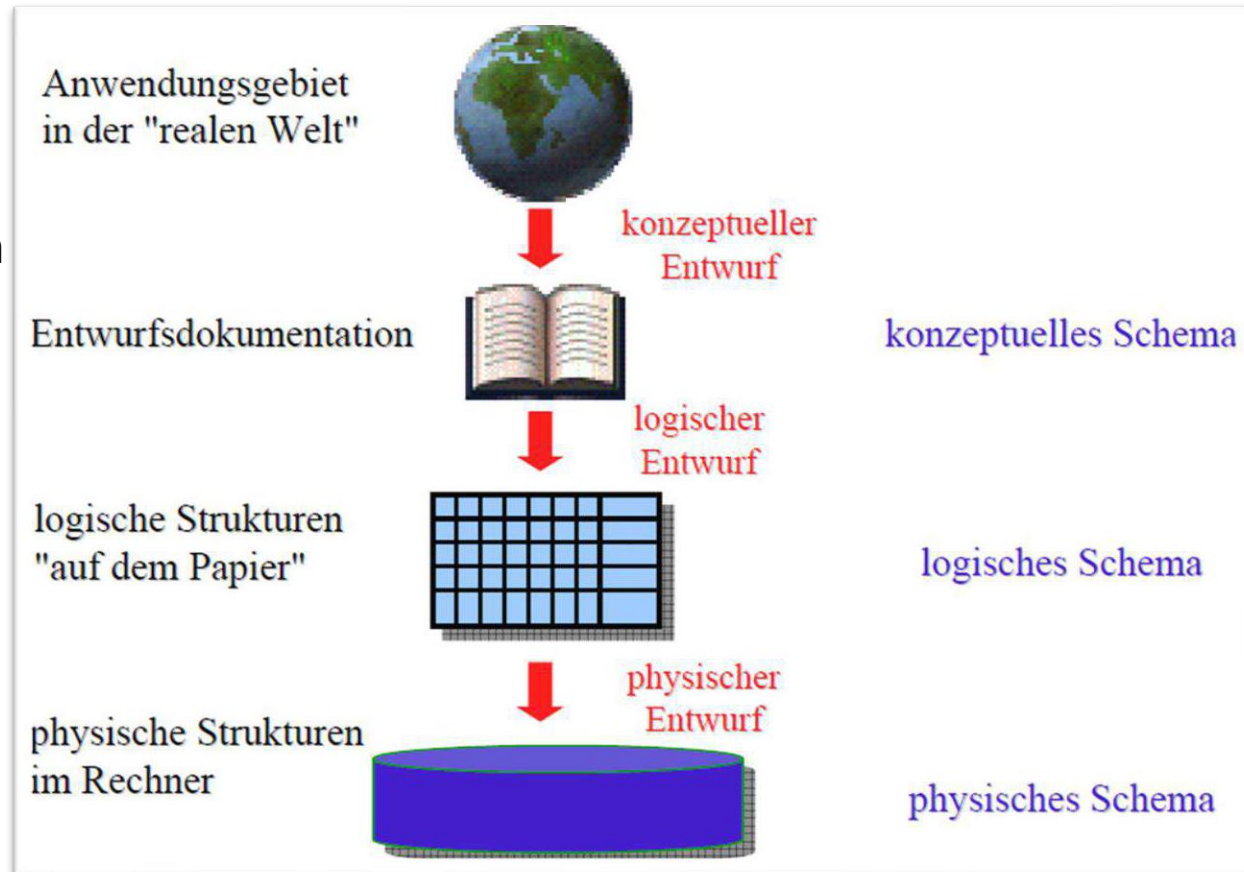 Anwendungsgebiet
in der "realen Welt"
konzeptueller
Entwurf
n
Entwurfsdokumentation
konzeptuelles Schema
logischer
Entwurf
logische Strukturen
"auf dem Papier"
logisches Schema
physischer
Entwurf
physische Strukturen
im Rechner
physisches Schema